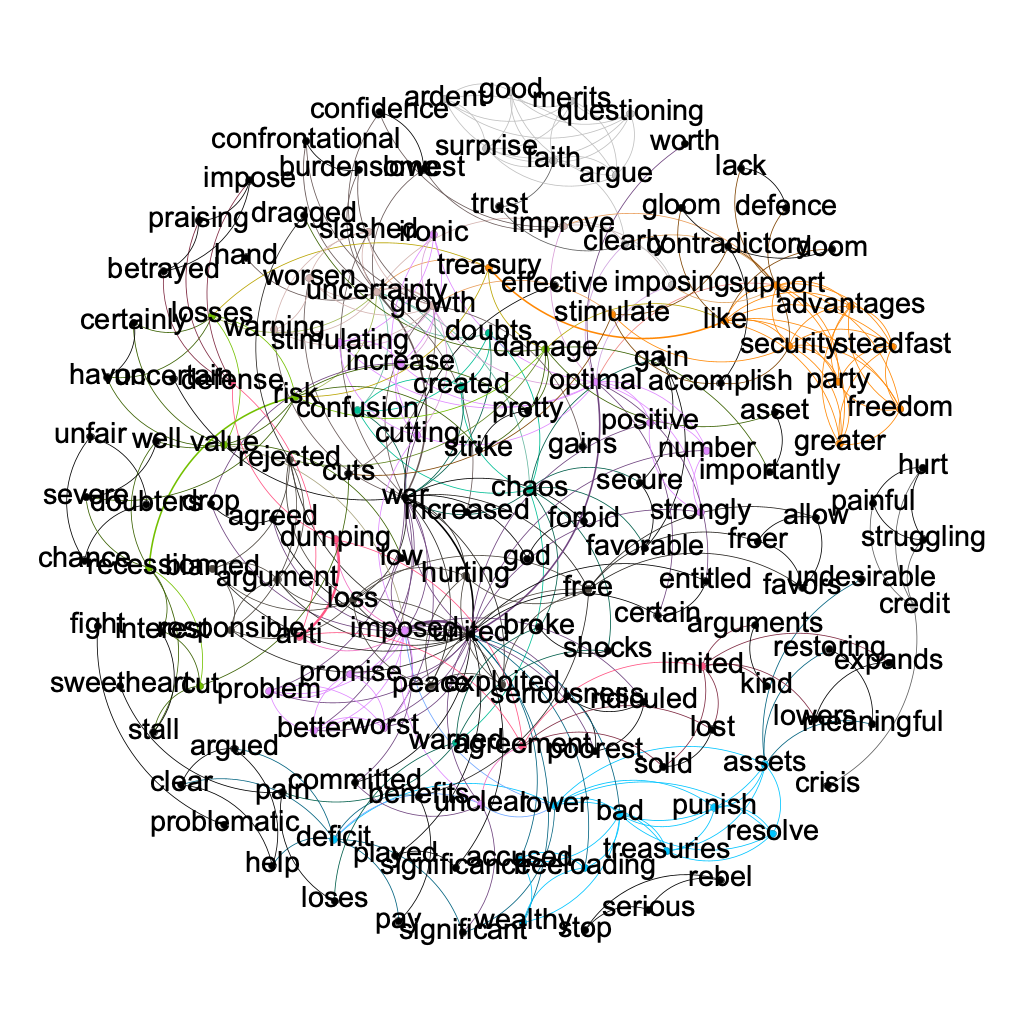 good
ardent
merits
confidence
questioning
confrontational
surprise
worth
faith
burdensome
lowest
lack
argue
impose
trust
gloom
defence
praising
dragged
slashed
ironic
improve
clearly
contradictory
doom
hand
betrayed
treasury
worsen
uncertainty
effective
imposing
support
growth
advantages
losses
certainly
stimulate
like
warning
stimulating
doubts
damage
security
steadfast
increase
gain
havoc
uncertain
defense
created
optimal
accomplish
party
risk
confusion
pretty
asset
freedom
positive
unfair
well
value
cutting
strike
gains
number
greater
rejected
cuts
importantly
hurt
severe
doubters
drop
war
chaos
secure
painful
increased
agreed
forbid
strongly
allow
dumping
favorable
freer
struggling
chance
recession
blamed
low
god
argument
hurting
free
entitled
favors
undesirable
loss
certain
credit
fight
interest
responsible
anti
imposed
united
broke
arguments
shocks
restoring
limited
expands
sweetheart
cut
problem
promise
peace
exploited
seriousness
ridiculed
kind
stall
better
worst
lost
lowers
meaningful
argued
warned
agreement
poorest
solid
assets
clear
pain
committed
benefits
unclear
lower
crisis
bad
punish
problematic
deficit
resolve
help
played
significance
accused
freeloading
treasuries
loses
rebel
pay
significant
wealthy
stop
serious